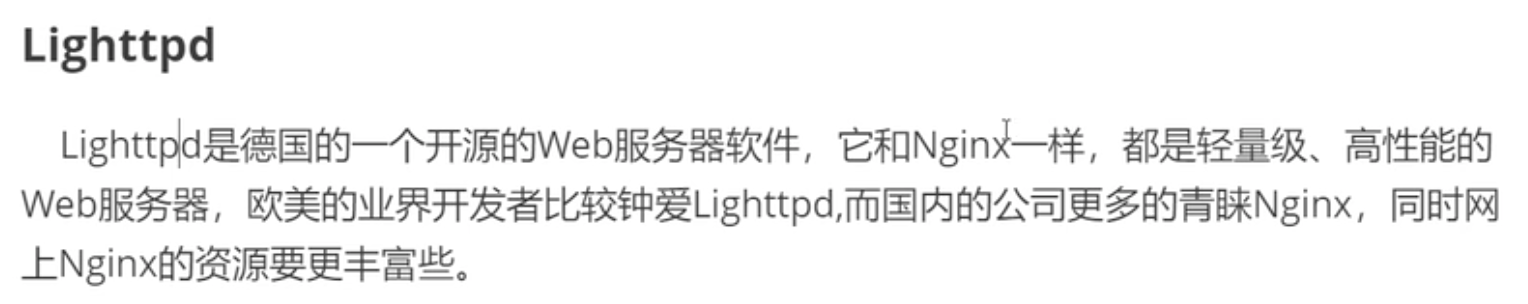 Lighttpd
Lighttpd是德国的一个开源的Web服务器软件，它和Nginx一样，都是轻量级、高性能的
Web服务器，欧美的业界开发者比较钟爱Lighttpd,而国内的公司更多的青睐Nginx，同时网
上Nginx的资源要更丰富些。